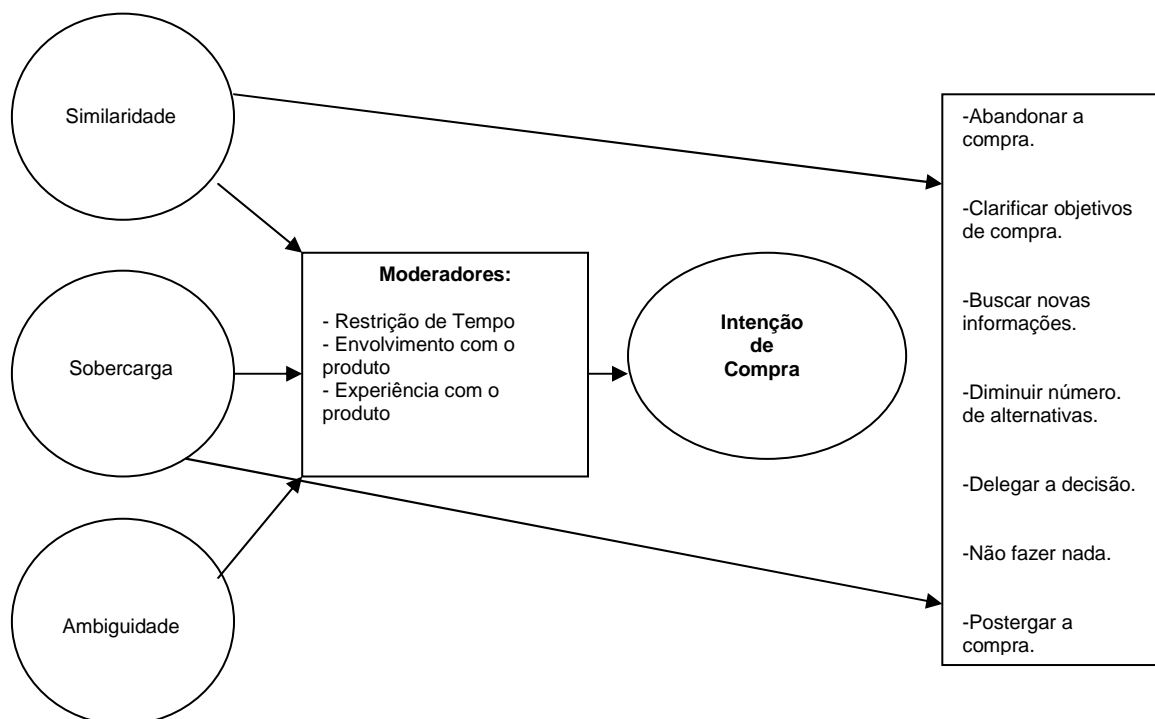 Similaridade
Sobercarga
Ambiguidade
Moderadores:
- Restrição de Tempo
- Envolvimento com o
produto
- Experiência com o
produto
Intenção
de
Compra
-Abandonar a
compra.
-Clarificar objetivos
de compra.
-Buscar novas
informações.
-Diminuir número.
de alternativas.
-Delegar a decisão.
-Não fazer nada.
-Postergar a
compra.